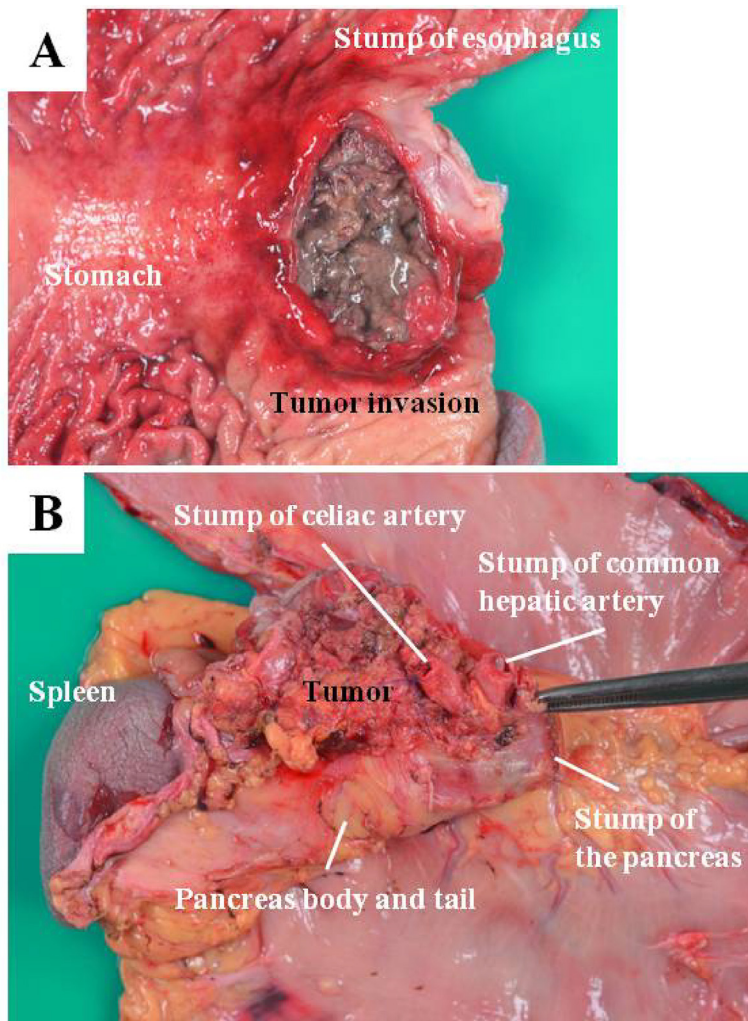 A
Stump of esophagus
Stomach
Tumor invasion
B
Stump of celiac artery
Stump of common
hepatic artery
Spleen
Tumor
Stump of
the pancreas
Pancreas body and tail